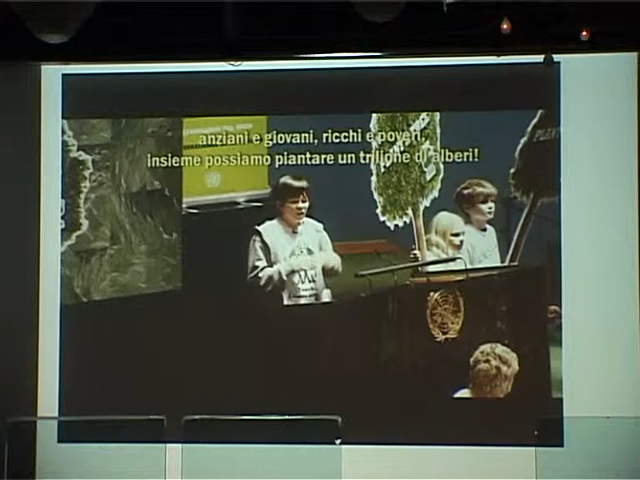 anziani e giovani, ricchi e poveri,
insieme possiamo piantare un trilione di alberi!